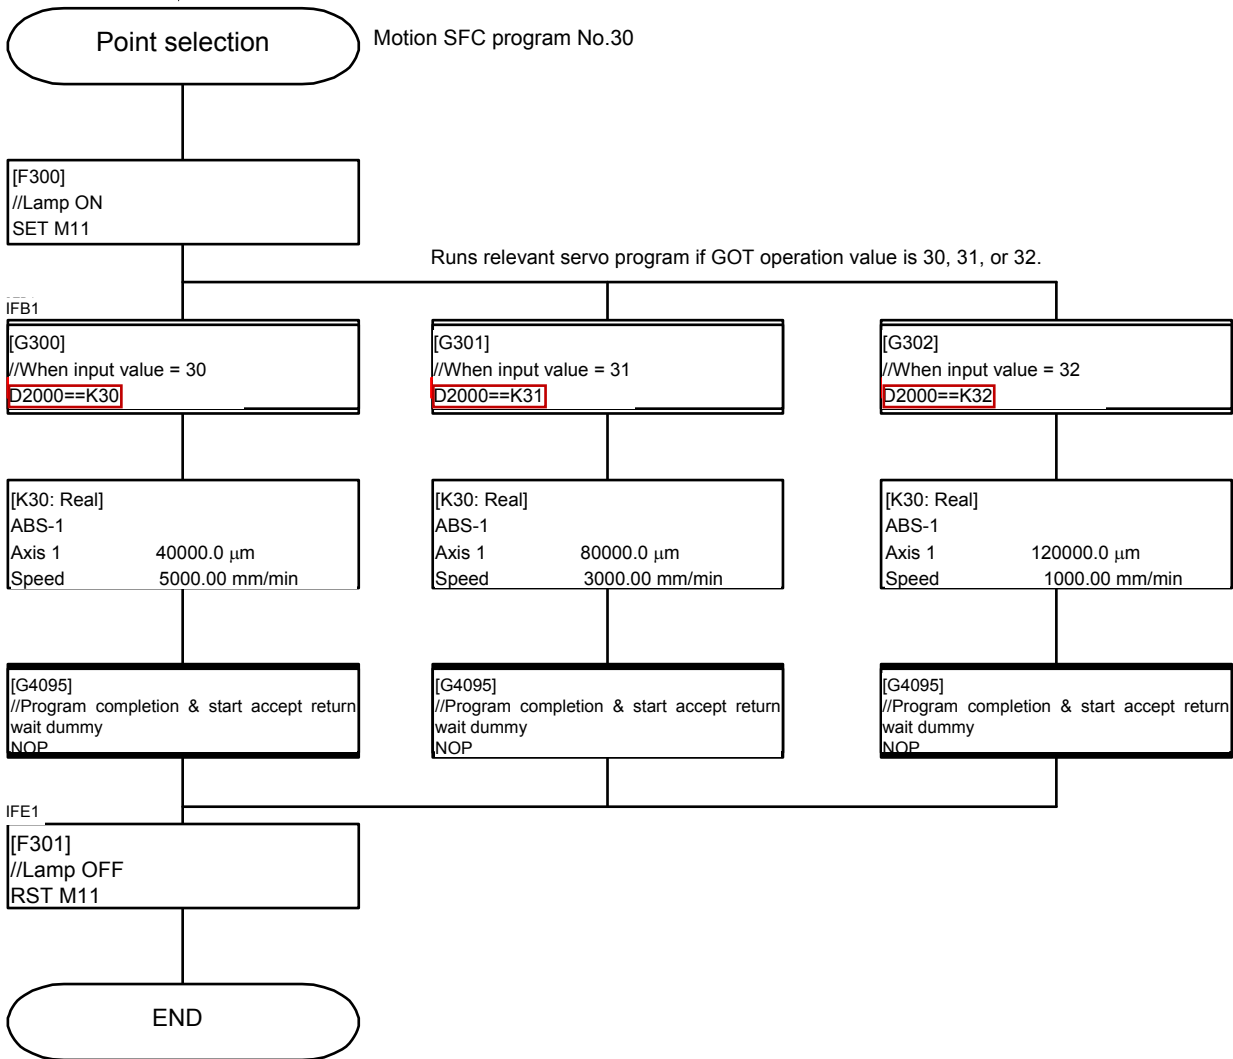 Point selection
Motion SFC program No.30
[F300]
//Lamp ON
SET M11
Runs relevant servo program if GOT operation value is 30, 31, or 32.
IFB1
[G300]
//When input value = 30
D2000==K30
[G301]
//When input value = 31
D2000==K31
[G302]
//When input value = 32
D2000==K32
[K30: Real]
ABS-1
Axis 1 40000.0 µm
Speed 5000.00 mm/min
[K30: Real]
ABS-1
Axis 1 80000.0 µm
Speed 3000.00 mm/min
[K30: Real]
ABS-1
Axis 1 120000.0 µm
Speed 1000.00 mm/min
[G4095]
//Program completion & start accept return
wait dummy
NOP
[G4095]
//Program completion & start accept return
wait dummy
NOP
[G4095]
//Program completion & start accept return
wait dummy
NOP
IFE1
[F301]
//Lamp OFF
RST M11
END